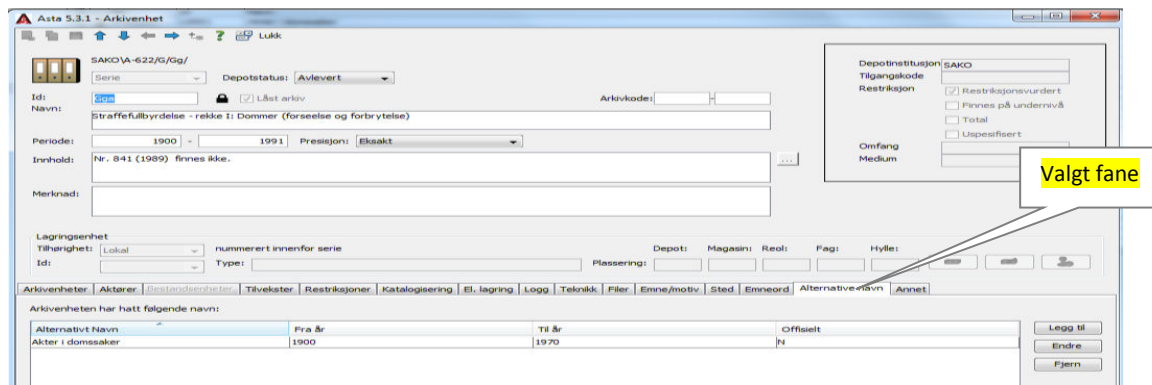 Asta 5.3.1 - Arkivenhet
Lukk
SAKO\A-622/G/Gg/
Serie Depotstatus: Avlevert
Id: Gga Låst arkiv Arkivkode: -
Navn: Straffefullbyrdelse - rekke I: Dommer (forseelse og forbrytelse)
Periode: 1900 - 1991 Presisjon: Eksakt
Innhold: Nr. 841 (1989) finnes ikke.
...
Merknad:
Depotinstitusjon SAKO
Tilgangskode
Restriksjon Restriksjonsvurdert
Finnes på undernivå
Total
Uspesifisert
Omfang
Medium
Valgt fane
Lagringsenhet
Tilhørighet: Lokal nummerert innenfor serie Depot: Magasin: Reol: Fag: Hylle:
Id: Type: Plassering:
Arkivenheter Aktører Bestandsenheter.. Tilvekster Restriksjoner Katalogisering El. lagring Logg Teknikk Filer Emne/motiv Sted Emneord Alternative navn Annet
Arkivenheten har hatt følgende navn:
Alternativt Navn Fra år Til år Offisielt
Akter i domssaker 1900 1970 N
Legg til
Endre
Fjern